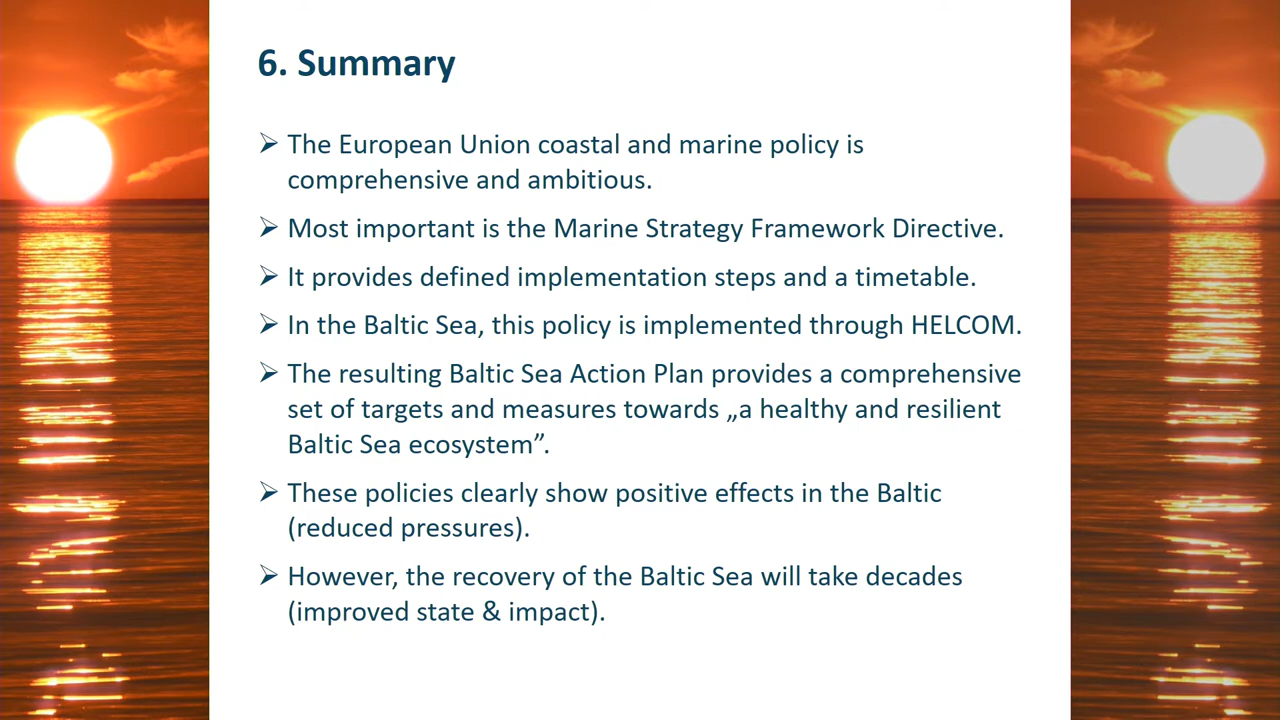 6. Summary
➢ The European Union coastal and marine policy is
comprehensive and ambitious.
➢ Most important is the Marine Strategy Framework Directive.
➢ It provides defined implementation steps and a timetable.
➢ In the Baltic Sea, this policy is implemented through HELCOM.
➢ The resulting Baltic Sea Action Plan provides a comprehensive
set of targets and measures towards „a healthy and resilient
Baltic Sea ecosystem”.
➢ These policies clearly show positive effects in the Baltic
(reduced pressures).
➢ However, the recovery of the Baltic Sea will take decades
(improved state & impact).